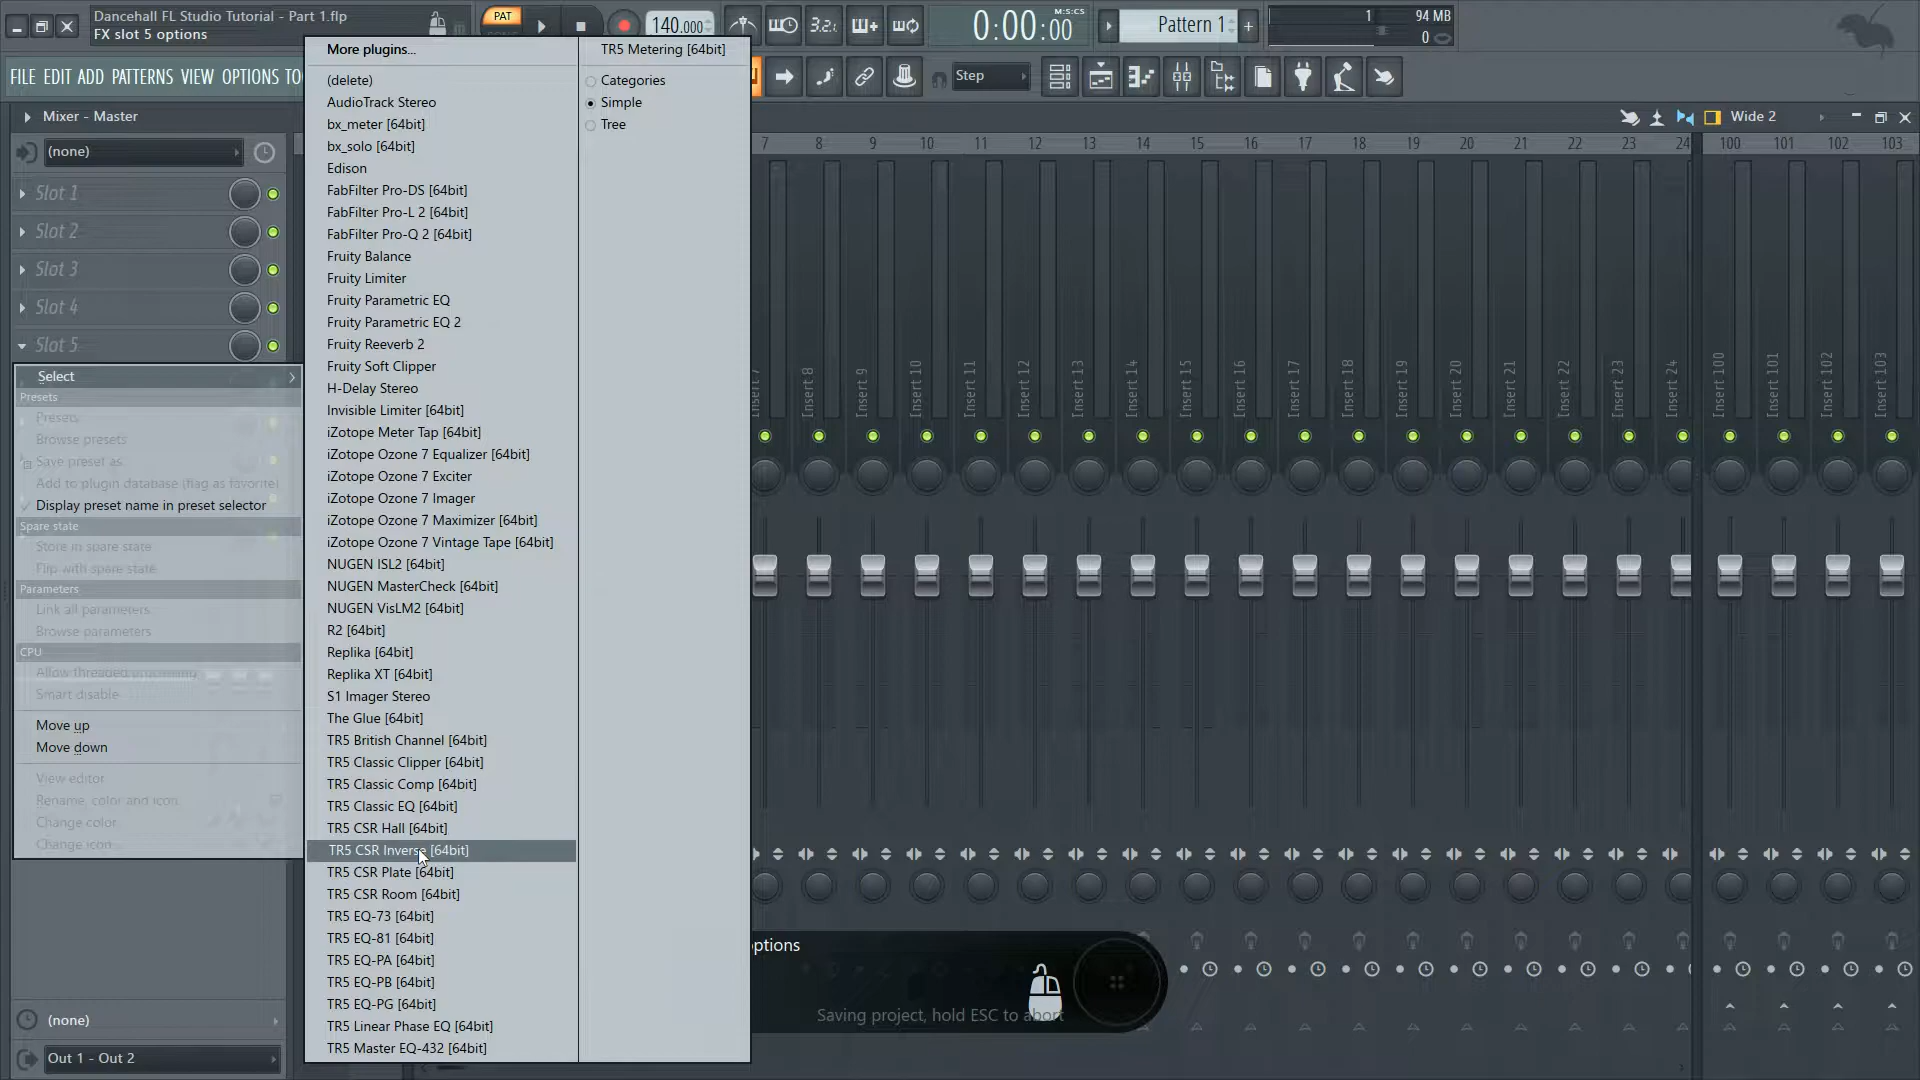 Dancehall FL Studio Tutorial - Part 1.flp
FX slot 5 options
PAT
140.000
3.2:
0:00:00
M:S:CS
Pattern 1
1
94 MB
0
FILE EDIT ADD PATTERNS VIEW OPTIONS TO
Step
Mixer - Master
Wide 2
(none)
Slot 1
Slot 2
Slot 3
Slot 4
Slot 5
Select
Presets
Presets
Browse presets
Save preset as
Add to plugin database (flag as favorite)
Display preset name in preset selector
Spare state
Store in spare state
Flip with spare state
Parameters
Link all parameters
Browse parameters
CPU
Allow threaded processing
Smart disable
Move up
Move down
View editor
Rename, color and icon
Change color
Change icon
(none)
Out 1 - Out 2
More plugins...
(delete)
AudioTrack Stereo
bx_meter [64bit]
bx_solo [64bit]
Edison
FabFilter Pro-DS [64bit]
FabFilter Pro-L 2 [64bit]
FabFilter Pro-Q 2 [64bit]
Fruity Balance
Fruity Limiter
Fruity Parametric EQ
Fruity Parametric EQ 2
Fruity Reeverb 2
Fruity Soft Clipper
H-Delay Stereo
Invisible Limiter [64bit]
iZotope Meter Tap [64bit]
iZotope Ozone 7 Equalizer [64bit]
iZotope Ozone 7 Exciter
iZotope Ozone 7 Imager
iZotope Ozone 7 Maximizer [64bit]
iZotope Ozone 7 Vintage Tape [64bit]
NUGEN ISL2 [64bit]
NUGEN MasterCheck [64bit]
NUGEN VisLM2 [64bit]
R2 [64bit]
Replika [64bit]
Replika XT [64bit]
S1 Imager Stereo
The Glue [64bit]
TR5 British Channel [64bit]
TR5 Classic Clipper [64bit]
TR5 Classic Comp [64bit]
TR5 Classic EQ [64bit]
TR5 CSR Hall [64bit]
TR5 CSR Inverse [64bit]
TR5 CSR Plate [64bit]
TR5 CSR Room [64bit]
TR5 EQ-73 [64bit]
TR5 EQ-81 [64bit]
TR5 EQ-PA [64bit]
TR5 EQ-PB [64bit]
TR5 EQ-PG [64bit]
TR5 Linear Phase EQ [64bit]
TR5 Master EQ-432 [64bit]
TR5 Metering [64bit]
Categories
Simple
Tree
7 8 9 10 11 12 13 14 15 16 17 18 19 20 21 22 23 24 100 101 102 103
Insert 8
Insert 9
Insert 10
Insert 11
Insert 12
Insert 13
Insert 14
Insert 15
Insert 16
Insert 17
Insert 18
Insert 19
Insert 20
Insert 21
Insert 22
Insert 23
Insert 24
Insert 100
Insert 101
Insert 102
Insert 103
options
Saving project, hold ESC to abort